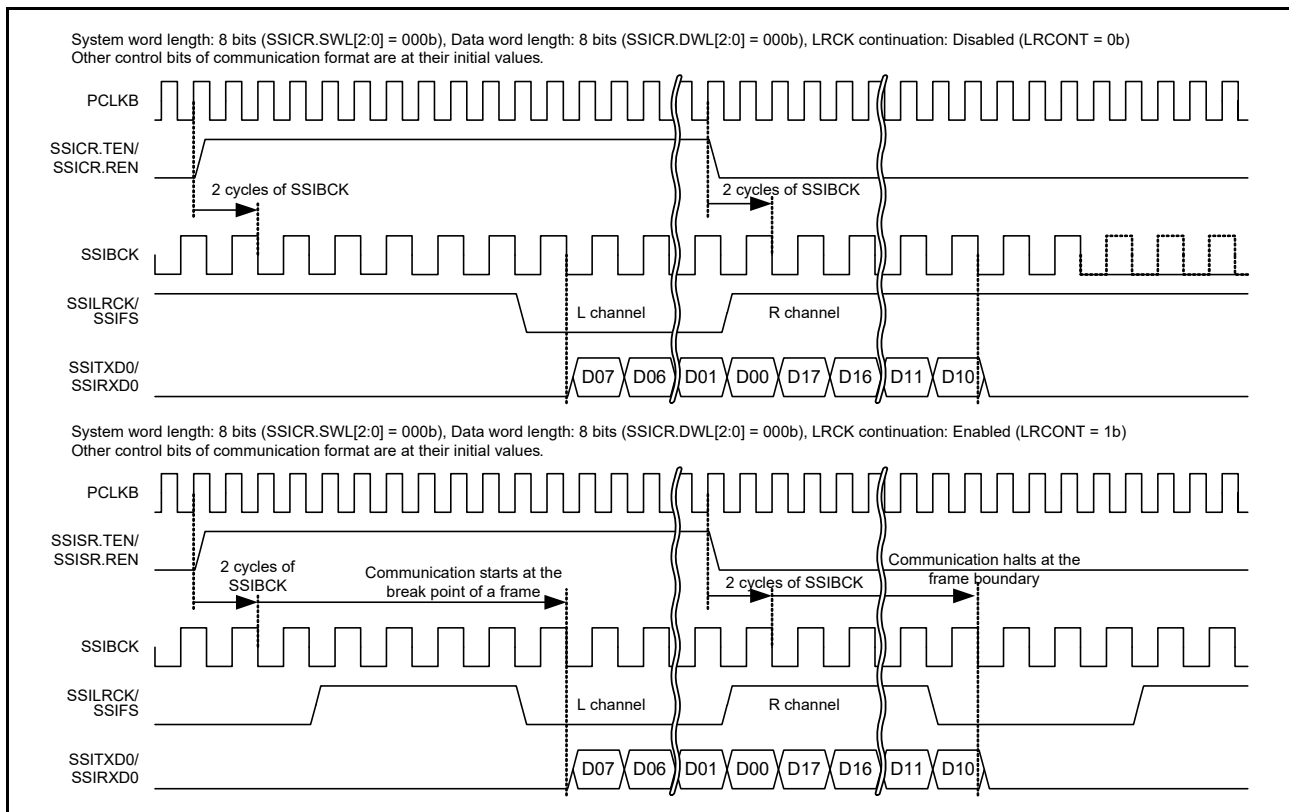 System word length: 8 bits (SSICR.SWL[2:0] = 000b), Data word length: 8 bits (SSICR.DWL[2:0] = 000b), LRCK continuation: Disabled (LRCONT = 0b)
Other control bits of communication format are at their initial values.
PCLKB
SSICR.TEN/
SSICR.REN
2 cycles of SSIBCK
2 cycles of SSIBCK
SSIBCK
SSILRCK/
SSIFS
L channel
R channel
SSITXD0/
SSIRXD0
D07 D06 D01 D00 D17 D16 D11 D10
System word length: 8 bits (SSICR.SWL[2:0] = 000b), Data word length: 8 bits (SSICR.DWL[2:0] = 000b), LRCK continuation: Enabled (LRCONT = 1b)
Other control bits of communication format are at their initial values.
PCLKB
SSISR.TEN/
SSISR.REN
2 cycles of
SSIBCK
Communication starts at the
break point of a frame
2 cycles of SSIBCK
Communication halts at the
frame boundary
SSIBCK
SSILRCK/
SSIFS
L channel
R channel
SSITXD0/
SSIRXD0
D07 D06 D01 D00 D17 D16 D11 D10